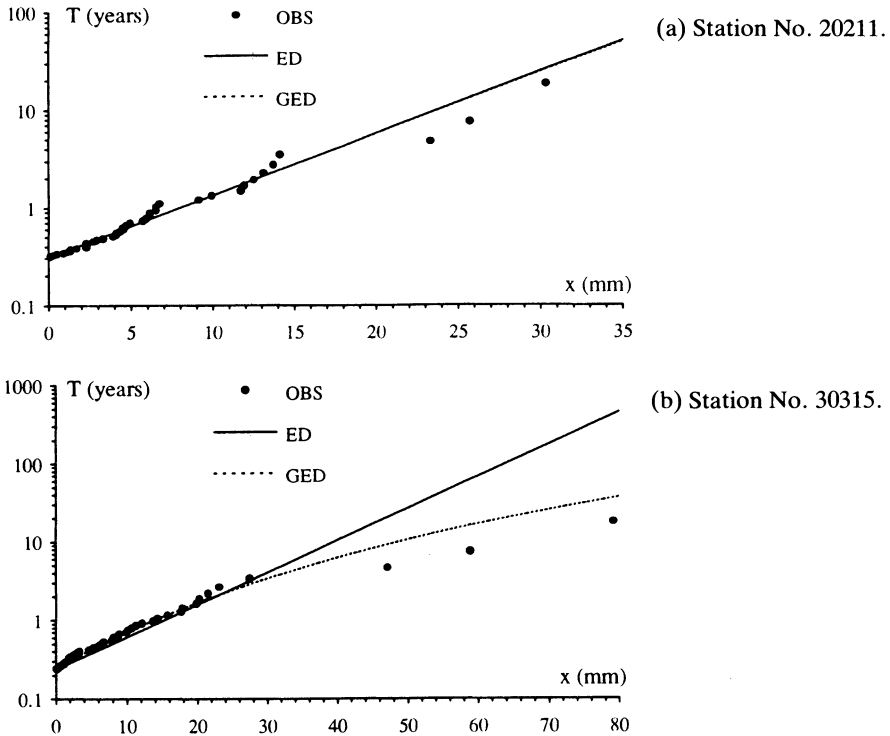 100 T (years) OBS (a) Station No. 20211.
ED
10 GED
1
x (mm)
0.1
0 5 10 15 20 25 30 35
1000 T (years) OBS (b) Station No. 30315.
ED
100 GED
10
1
x (mm)
0.1
0 10 20 30 40 50 60 70 80